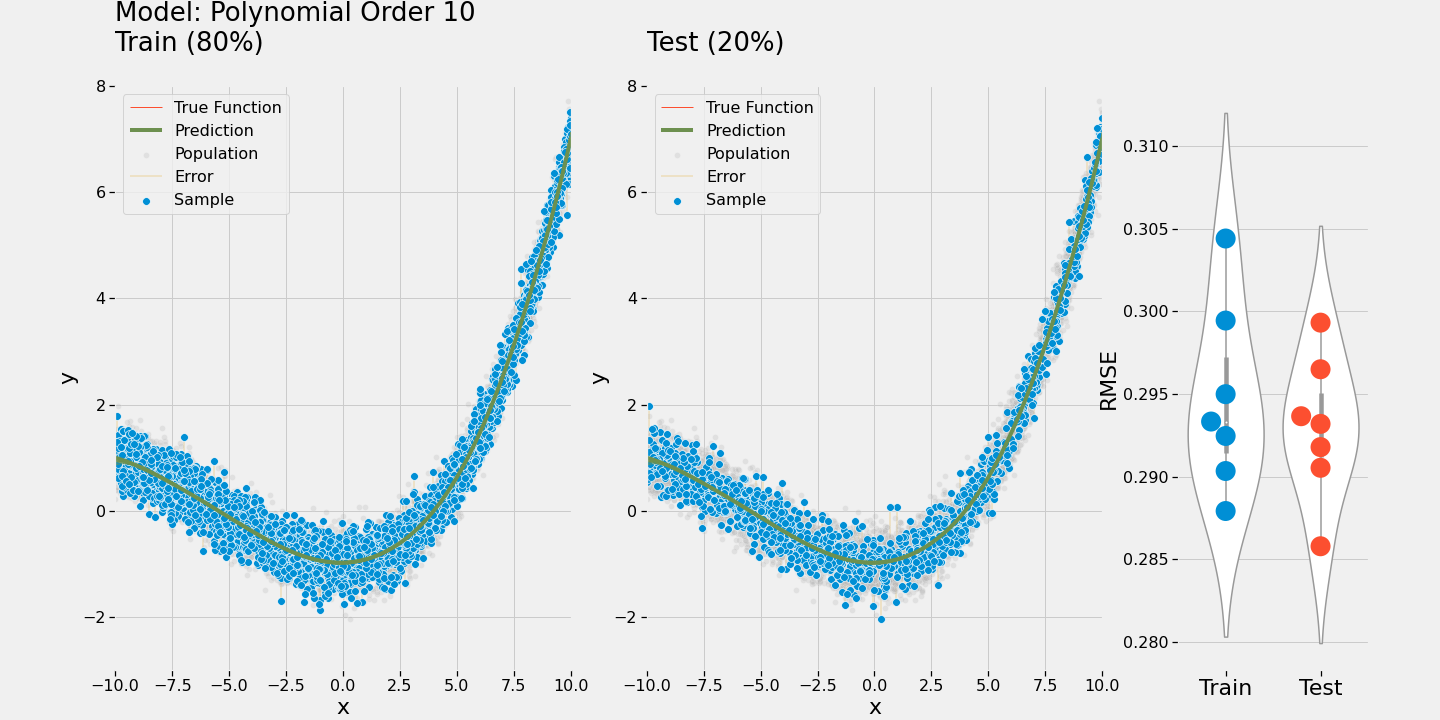 Model: Polynomial Order 10
Train (80%)
Test (20%)
8
6
4
2
0
−2
y
True Function
Prediction
Population
Error
Sample
−10.0 −7.5 −5.0 −2.5 0.0 2.5 5.0 7.5 10.0
x
8
6
4
2
0
−2
y
True Function
Prediction
Population
Error
Sample
−10.0 −7.5 −5.0 −2.5 0.0 2.5 5.0 7.5 10.0
x
0.310
0.305
0.300
0.295
0.290
0.285
0.280
RMSE
Train Test